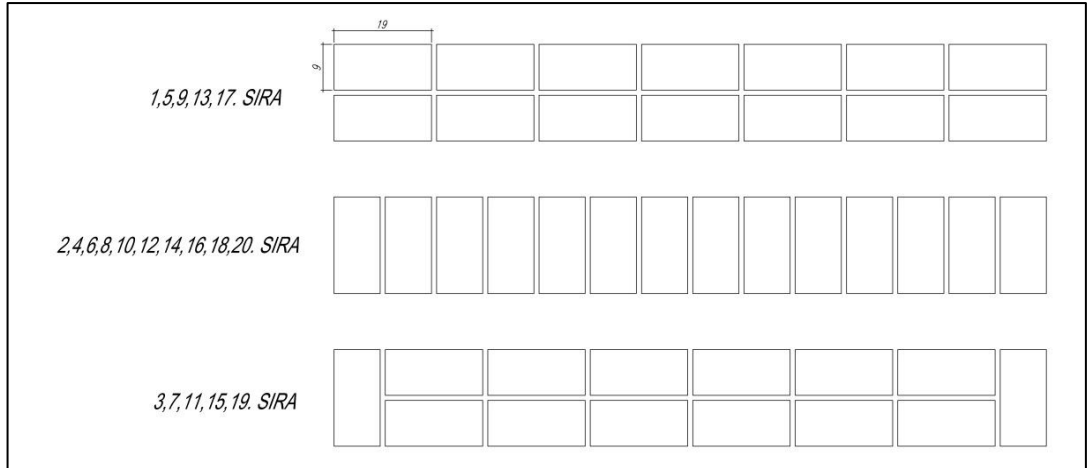 19
9
1,5,9,13,17. SIRA
2,4,6,8,10,12,14,16,18,20. SIRA
3,7,11,15,19. SIRA